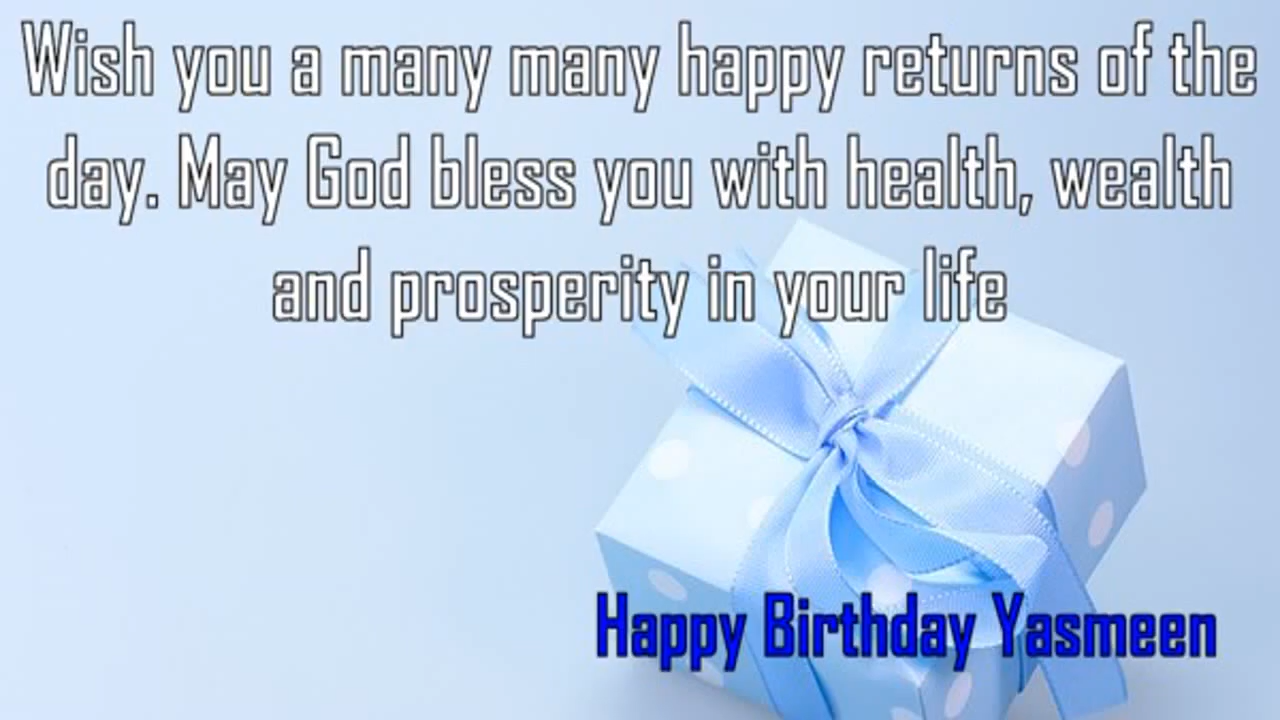 Wish you a many many happy returns of the
day. May God bless you with health, wealth
and prosperity in your life
Happy Birthday Yasmeen